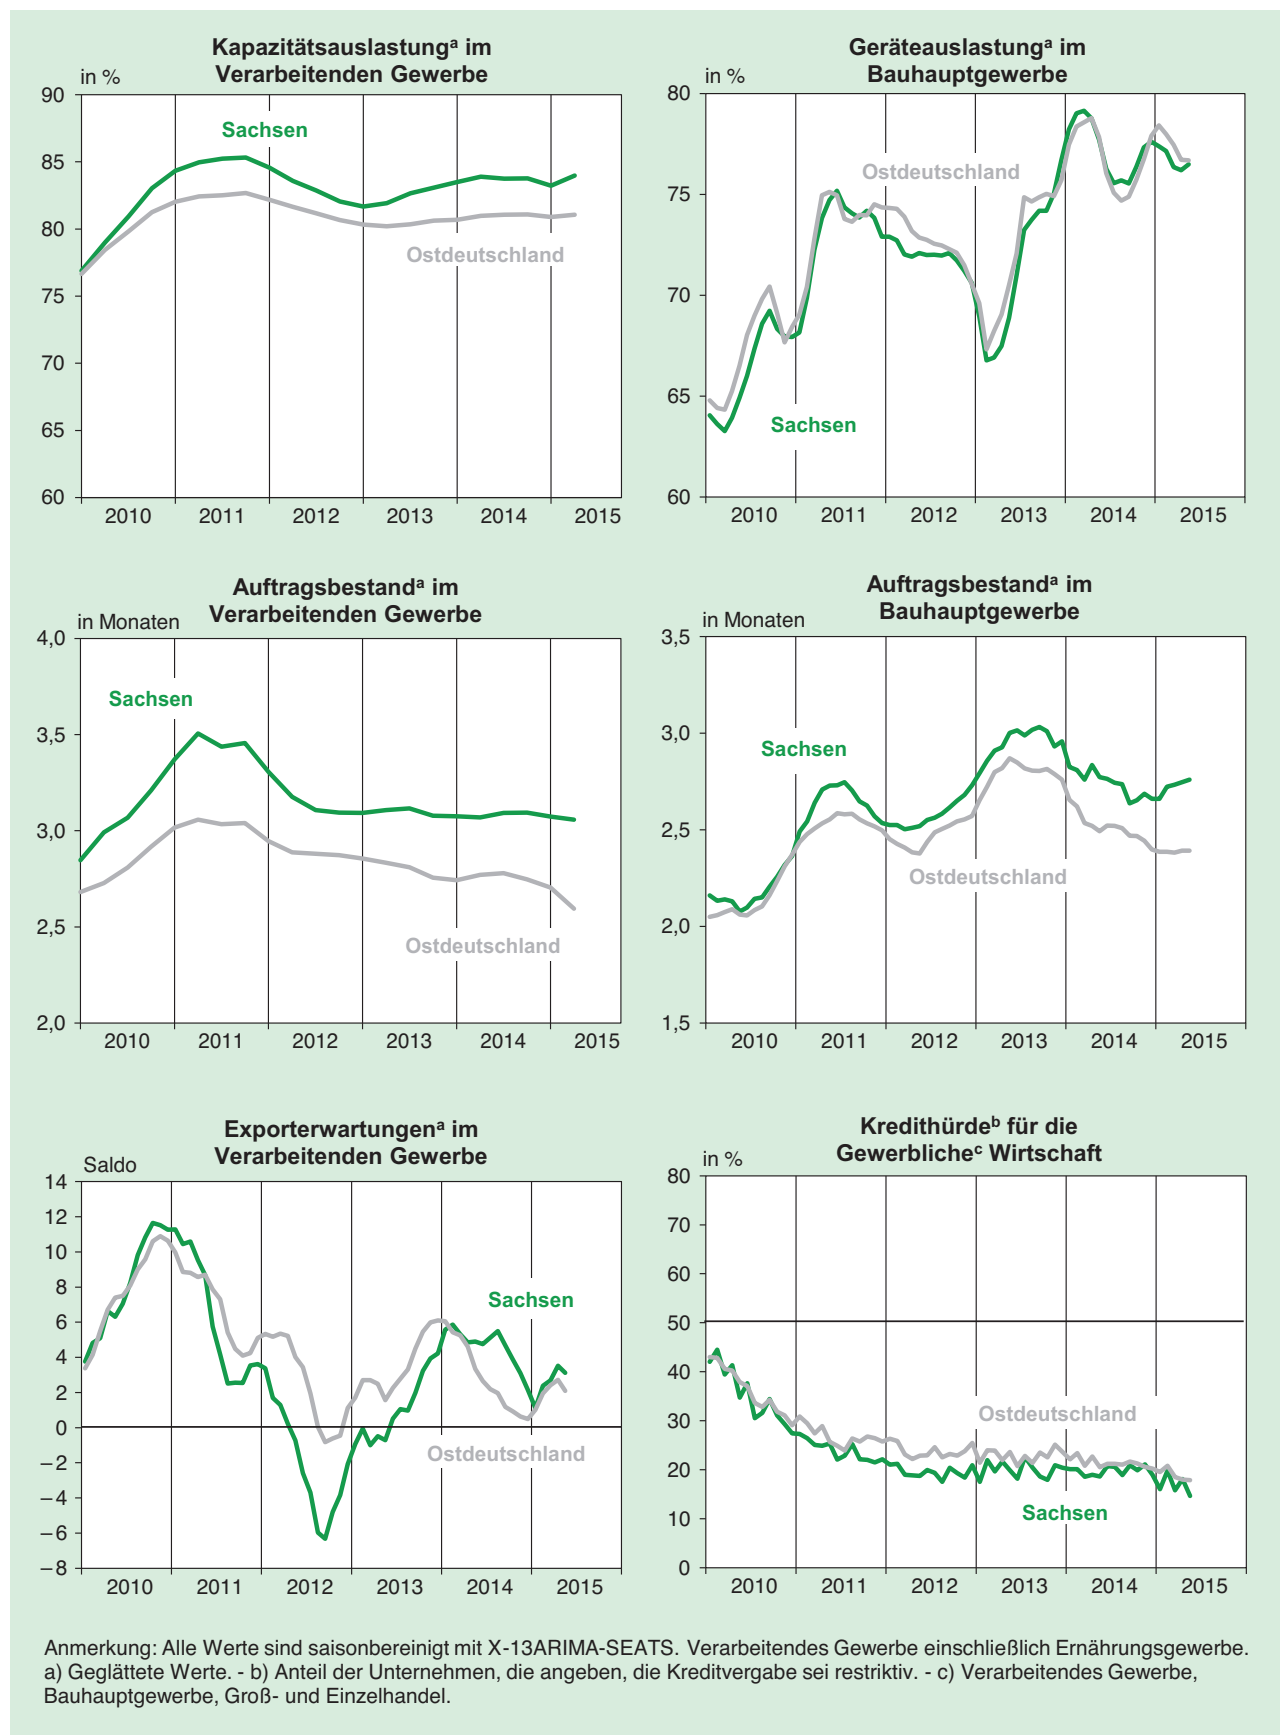 Kapazitätsauslastungᵃ im
Verarbeitenden Gewerbe
in %
90
85
80
75
70
65
60
Sachsen
Ostdeutschland
2010 2011 2012 2013 2014 2015
Geräteauslastungᵃ im
Bauhauptgewerbe
in %
80
75
70
65
60
Ostdeutschland
Sachsen
2010 2011 2012 2013 2014 2015
Auftragsbestandᵃ im
Verarbeitenden Gewerbe
in Monaten
4,0
3,5
3,0
2,5
2,0
Sachsen
Ostdeutschland
2010 2011 2012 2013 2014 2015
Auftragsbestandᵃ im
Bauhauptgewerbe
in Monaten
3,5
3,0
2,5
2,0
1,5
Sachsen
Ostdeutschland
2010 2011 2012 2013 2014 2015
Exporterwartungenᵃ im
Verarbeitenden Gewerbe
Saldo
14
12
10
8
6
4
2
0
−2
−4
−6
−8
Sachsen
Ostdeutschland
2010 2011 2012 2013 2014 2015
Kredithürdeᵇ für die
Gewerblicheᶜ Wirtschaft
in %
80
70
60
50
40
30
20
10
0
Ostdeutschland
Sachsen
2010 2011 2012 2013 2014 2015
Anmerkung: Alle Werte sind saisonbereinigt mit X-13ARIMA-SEATS. Verarbeitendes Gewerbe einschließlich Ernährungsgewerbe.
a) Geglättete Werte. - b) Anteil der Unternehmen, die angeben, die Kreditvergabe sei restriktiv. - c) Verarbeitendes Gewerbe,
Bauhauptgewerbe, Groß- und Einzelhandel.